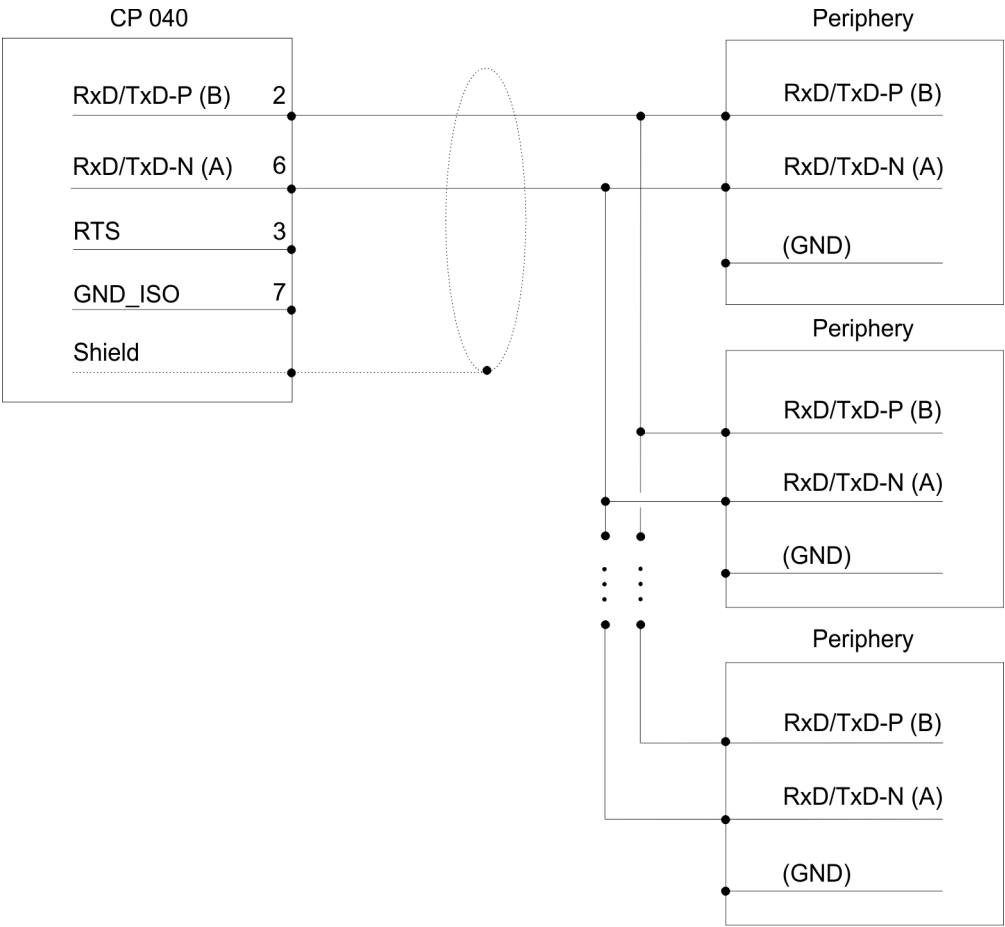 CP 040
RxD/TxD-P (B) 2
RxD/TxD-N (A) 6
RTS 3
GND_ISO 7
Shield
Periphery
RxD/TxD-P (B)
RxD/TxD-N (A)
(GND)
Periphery
RxD/TxD-P (B)
RxD/TxD-N (A)
(GND)
Periphery
RxD/TxD-P (B)
RxD/TxD-N (A)
(GND)